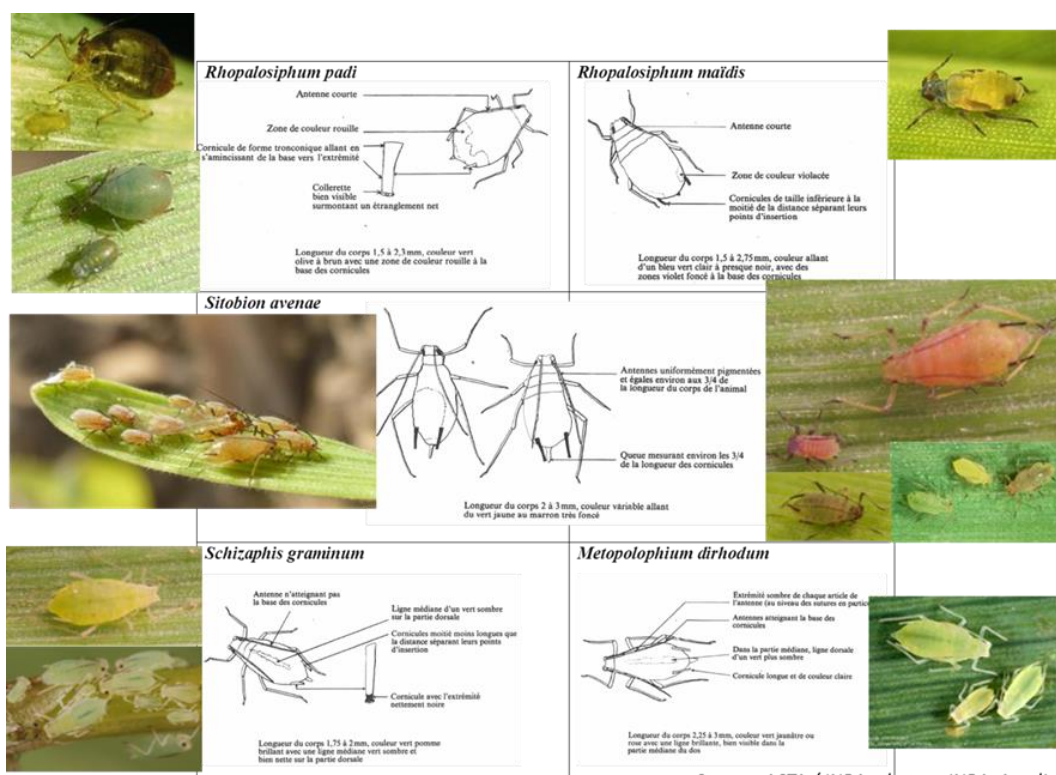 Rhopalosiphum padi
Antenne courte
Zone de couleur rouille
Cornicule de forme tronconique allant en
s'amincissant de la base vers l'extrémité
Collerette
bien visible
surmontant un étranglement net
Longueur du corps 1,5 à 2,3 mm, couleur vert
olive à brun avec une zone de couleur rouille à la
base des cornicules
Rhopalosiphum maïdis
Antenne courte
Zone de couleur violacée
Cornicules de taille inférieure à la
moitié de la distance séparant leurs
points d'insertion
Longueur du corps 1,5 à 2,75 mm, couleur allant
d'un bleu vert clair à presque noir, avec des
zones violet foncé à la base des cornicules
Sitobion avenae
Antennes uniformément pigmentées
et égales environ aux 3/4 de
la longueur du corps de l'animal
Queue mesurant environ les 3/4
de la longueur des cornicules
Longueur du corps 2 à 3 mm, couleur variable allant
du vert jaune au marron très foncé
Schizaphis graminum
Antenne n'atteignant pas
la base des cornicules
Ligne médiane d'un vert sombre
sur la partie dorsale
Cornicules moitié moins longues que
la distance séparant leurs points
d'insertion
Cornicule avec l'extrémité
nettement noire
Longueur du corps 1,75 à 2 mm, couleur vert pomme
brillant avec une ligne médiane vert sombre et
bien nette sur la partie dorsale
Metopolophium dirhodum
Extrémité sombre de chaque article de
l'antenne (au niveau des sutures en partic
Antennes atteignant la base des
cornicules
Dans la partie médiane, ligne dorsale
d'un vert plus sombre
Cornicule longue et de couleur claire
Longueur du corps 2,25 à 3 mm, couleur vert jaunâtre ou
rose avec une ligne brillante, bien visible dans la
partie médiane du dos